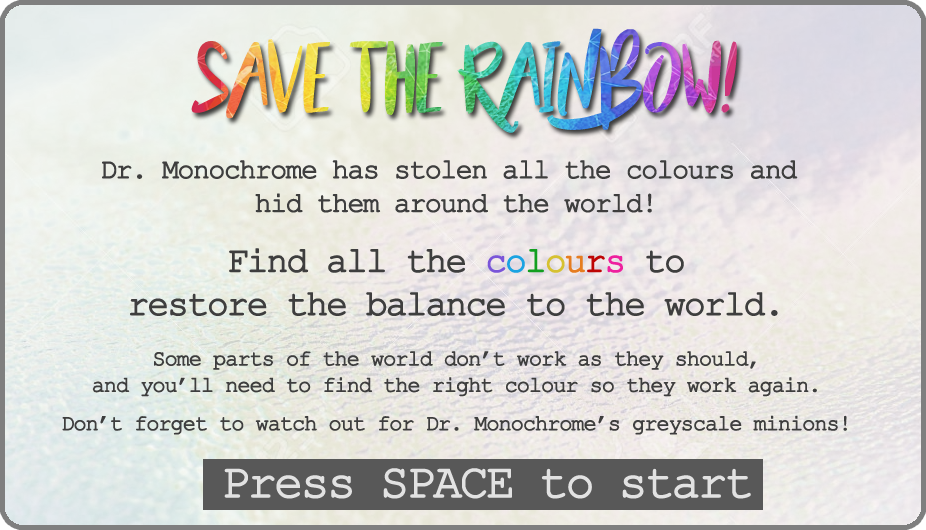 SAVE THE RAINBOW!
Dr. Monochrome has stolen all the colours and
hid them around the world!
Find all the colours to
restore the balance to the world.
Some parts of the world don’t work as they should,
and you’ll need to find the right colour so they work again.
Don’t forget to watch out for Dr. Monochrome’s greyscale minions!
Press SPACE to start